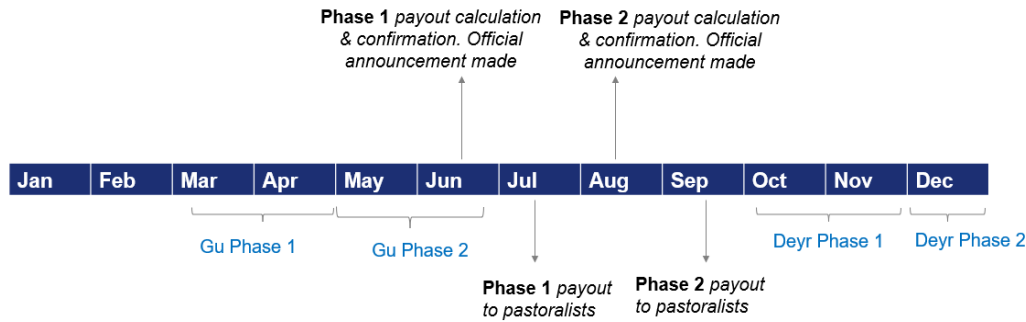 Phase 1 payout calculation
& confirmation. Official
announcement made
Phase 2 payout calculation
& confirmation. Official
announcement made
Jan Feb Mar Apr May Jun Jul Aug Sep Oct Nov Dec
Gu Phase 1
Gu Phase 2
Deyr Phase 1
Deyr Phase 2
Phase 1 payout
to pastoralists
Phase 2 payout
to pastoralists